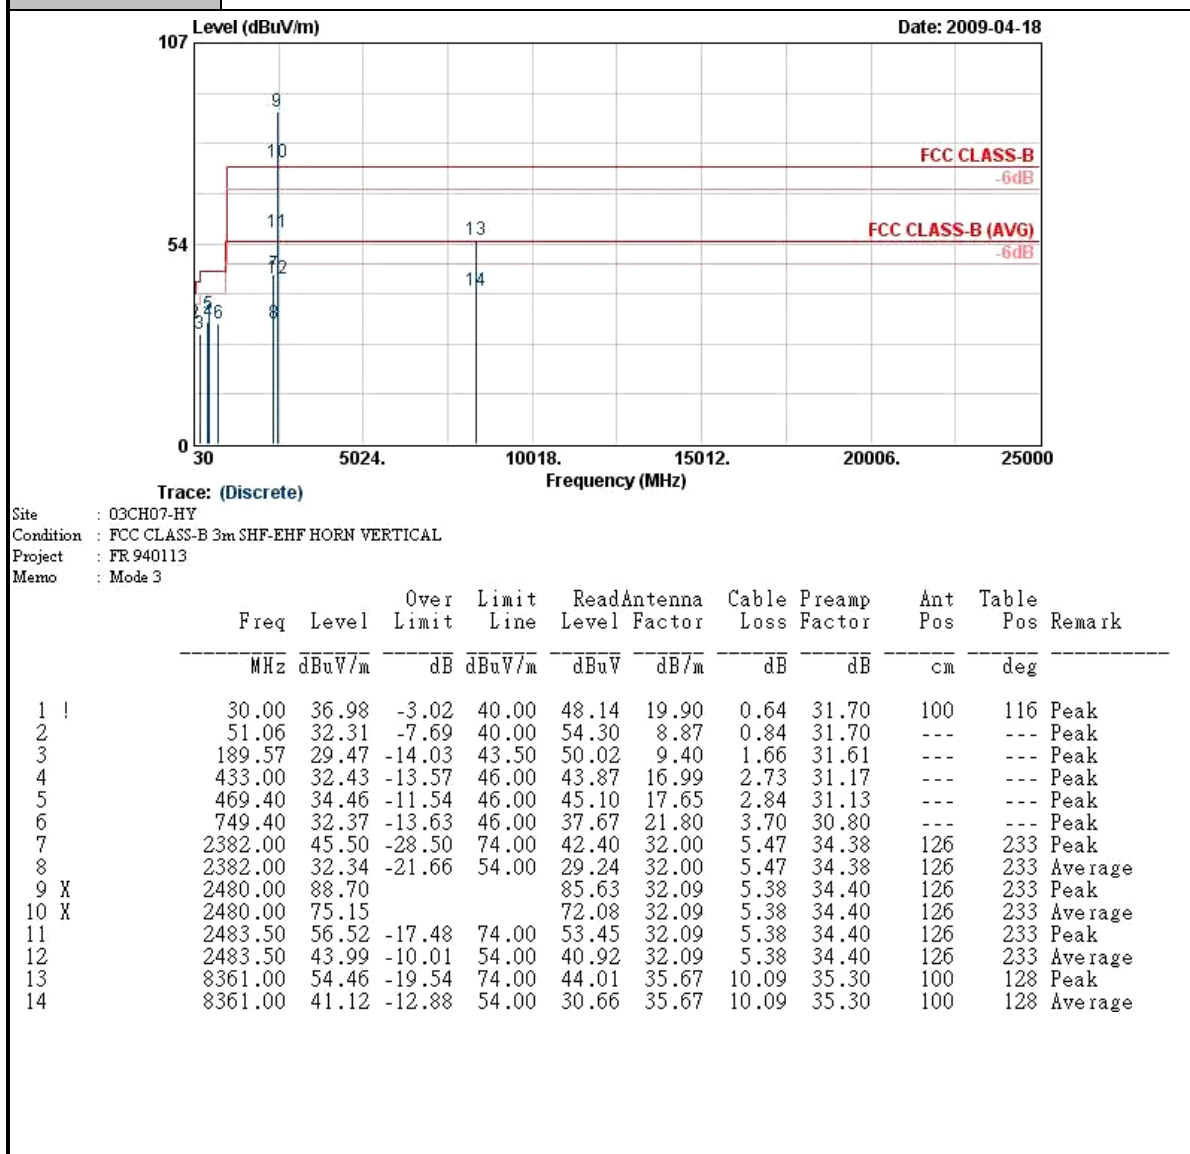 Level (dBuV/m) Date: 2009-04-18
107
9
10
FCC CLASS-B
-6dB
11
13
FCC CLASS-B (AVG)
54
-6dB
7
12
14
5
2 4 6 8
3
0
30 5024. 10018. 15012. 20006. 25000
Frequency (MHz)
Trace: (Discrete)
Site : 03CH07-HY
Condition : FCC CLASS-B 3m SHF-EHF HORN VERTICAL
Project : FR 940113
Memo : Mode 3
Over Limit ReadAntenna Cable Preamp Ant Table
Freq Level Limit Line Level Factor Loss Factor Pos Pos Remark
MHz dBuV/m dB dBuV/m dBuV dB/m dB dB cm deg
1 ! 30.00 36.98 -3.02 40.00 48.14 19.90 0.64 31.70 100 116 Peak
2 51.06 32.31 -7.69 40.00 54.30 8.87 0.84 31.70 --- --- Peak
3 189.57 29.47 -14.03 43.50 50.02 9.40 1.66 31.61 --- --- Peak
4 433.00 32.43 -13.57 46.00 43.87 16.99 2.73 31.17 --- --- Peak
5 469.40 34.46 -11.54 46.00 45.10 17.65 2.84 31.13 --- --- Peak
6 749.40 32.37 -13.63 46.00 37.67 21.80 3.70 30.80 --- --- Peak
7 2382.00 45.50 -28.50 74.00 42.40 32.00 5.47 34.38 126 233 Peak
8 2382.00 32.34 -21.66 54.00 29.24 32.00 5.47 34.38 126 233 Average
9 X 2480.00 88.70 85.63 32.09 5.38 34.40 126 233 Peak
10 X 2480.00 75.15 72.08 32.09 5.38 34.40 126 233 Average
11 2483.50 56.52 -17.48 74.00 53.45 32.09 5.38 34.40 126 233 Peak
12 2483.50 43.99 -10.01 54.00 40.92 32.09 5.38 34.40 126 233 Average
13 8361.00 54.46 -19.54 74.00 44.01 35.67 10.09 35.30 100 128 Peak
14 8361.00 41.12 -12.88 54.00 30.66 35.67 10.09 35.30 100 128 Average